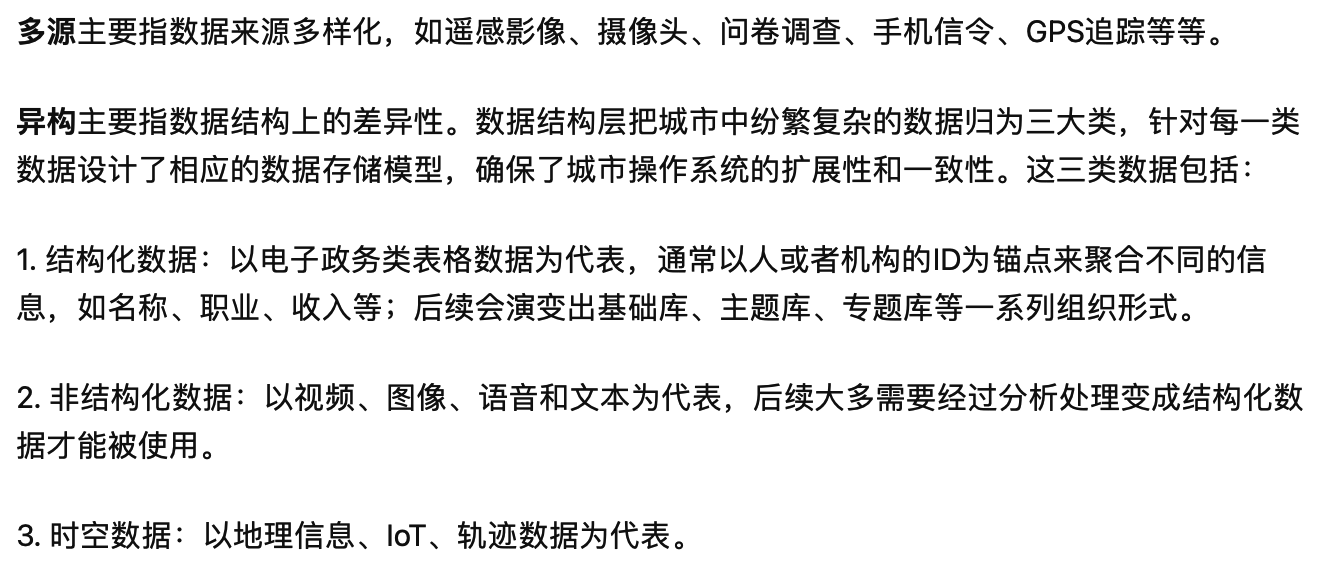 多源主要指数据来源多样化，如遥感影像、摄像头、问卷调查、手机信令、GPS追踪等等。
异构主要指数据结构上的差异性。数据结构层把城市中纷繁复杂的数据归为三大类，针对每一类
数据设计了相应的数据存储模型，确保了城市操作系统的扩展性和一致性。这三类数据包括：
1. 结构化数据：以电子政务类表格数据为代表，通常以人或者机构的ID为锚点来聚合不同的信
息，如名称、职业、收入等；后续会演变出基础库、主题库、专题库等一系列组织形式。
2. 非结构化数据：以视频、图像、语音和文本为代表，后续大多需要经过分析处理变成结构化数
据才能被使用。
3. 时空数据：以地理信息、IoT、轨迹数据为代表。